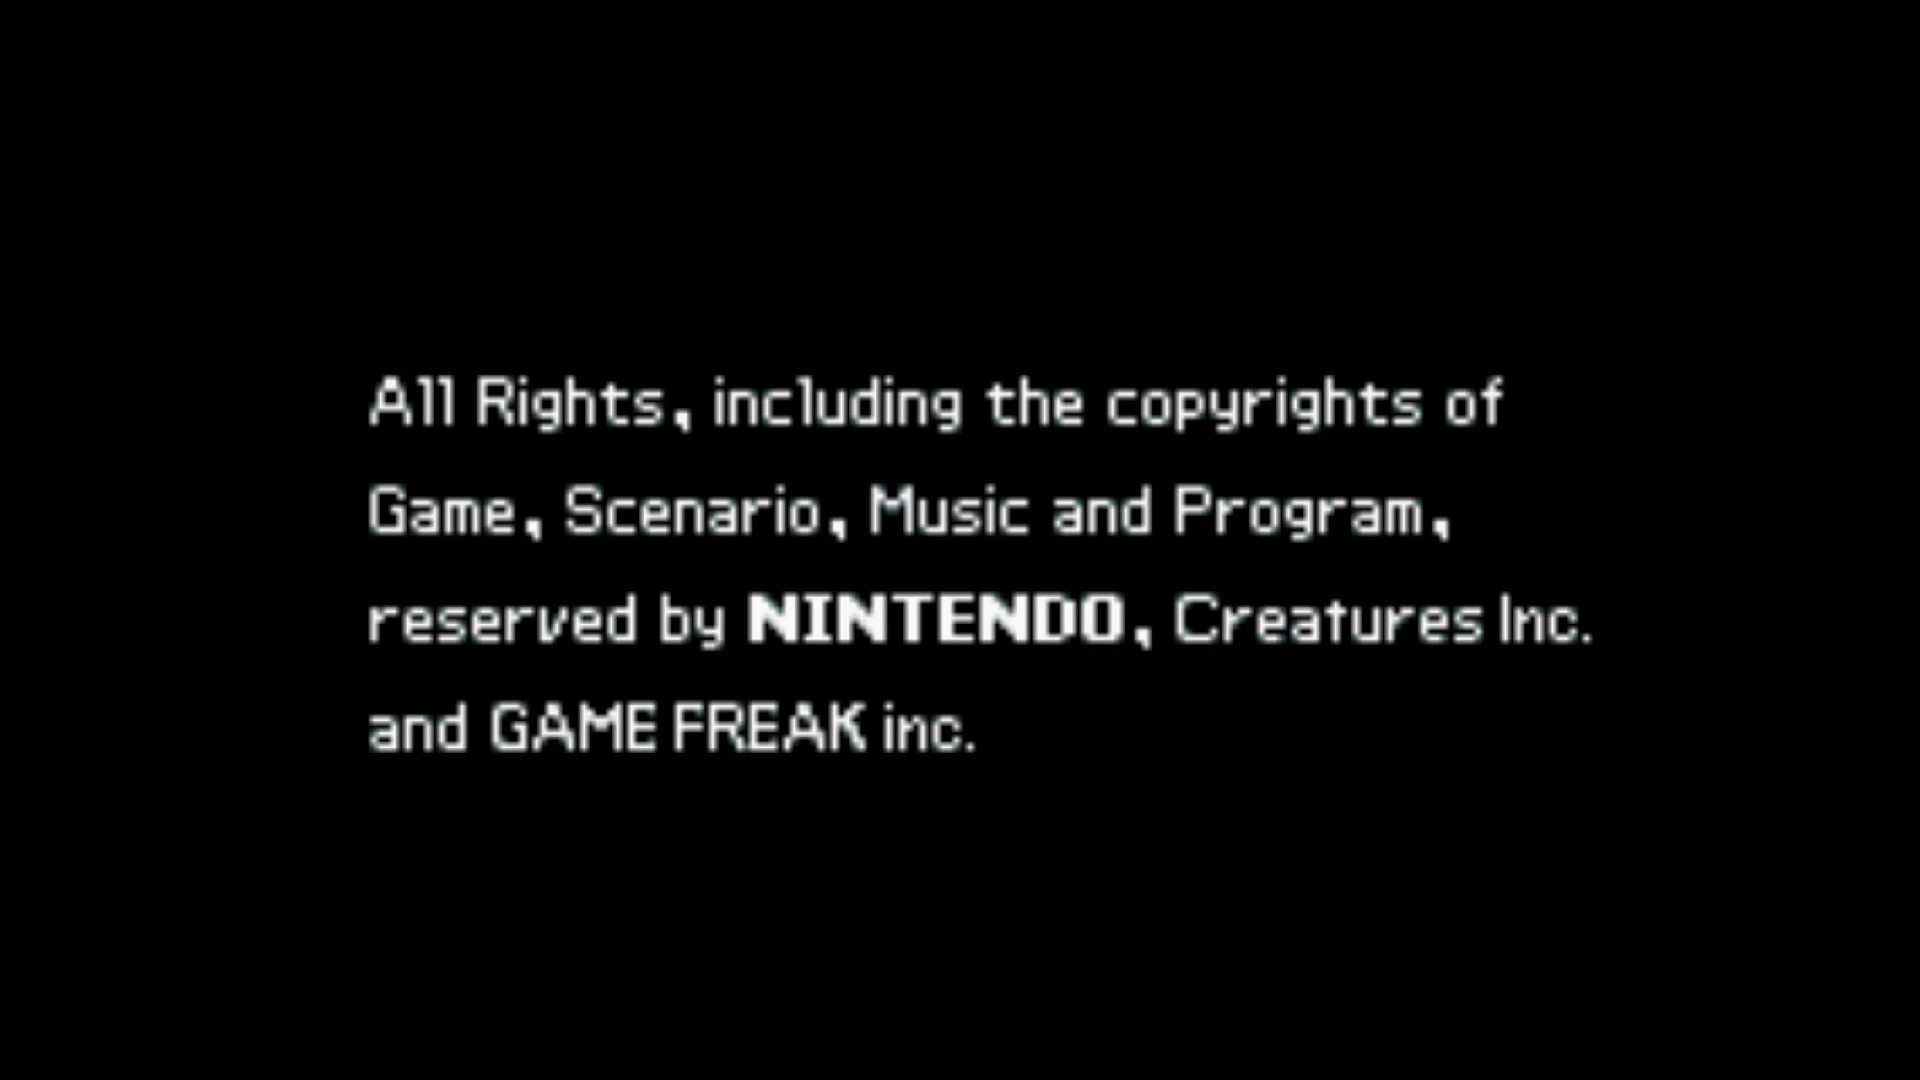 All Rights, including the copyrights of
Game, Scenario, Music and Program,
reserved by NINTENDO, Creatures Inc.
and GAME FREAK inc.